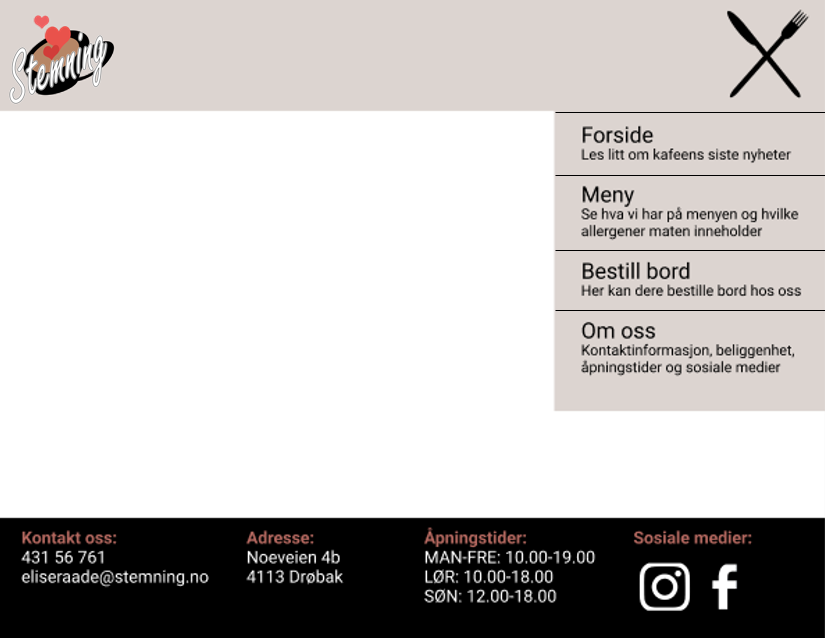 Stemning
Forside
Les litt om kafeens siste nyheter
Meny
Se hva vi har på menyen og hvilke
allergener maten inneholder
Bestill bord
Her kan dere bestille bord hos oss
Om oss
Kontaktinformasjon, beliggenhet,
åpningstider og sosiale medier
Kontakt oss:
431 56 761
eliseraade@stemning.no
Adresse:
Noeveien 4b
4113 Drøbak
Åpningstider:
MAN-FRE: 10.00-19.00
LØR: 10.00-18.00
SØN: 12.00-18.00
Sosiale medier: